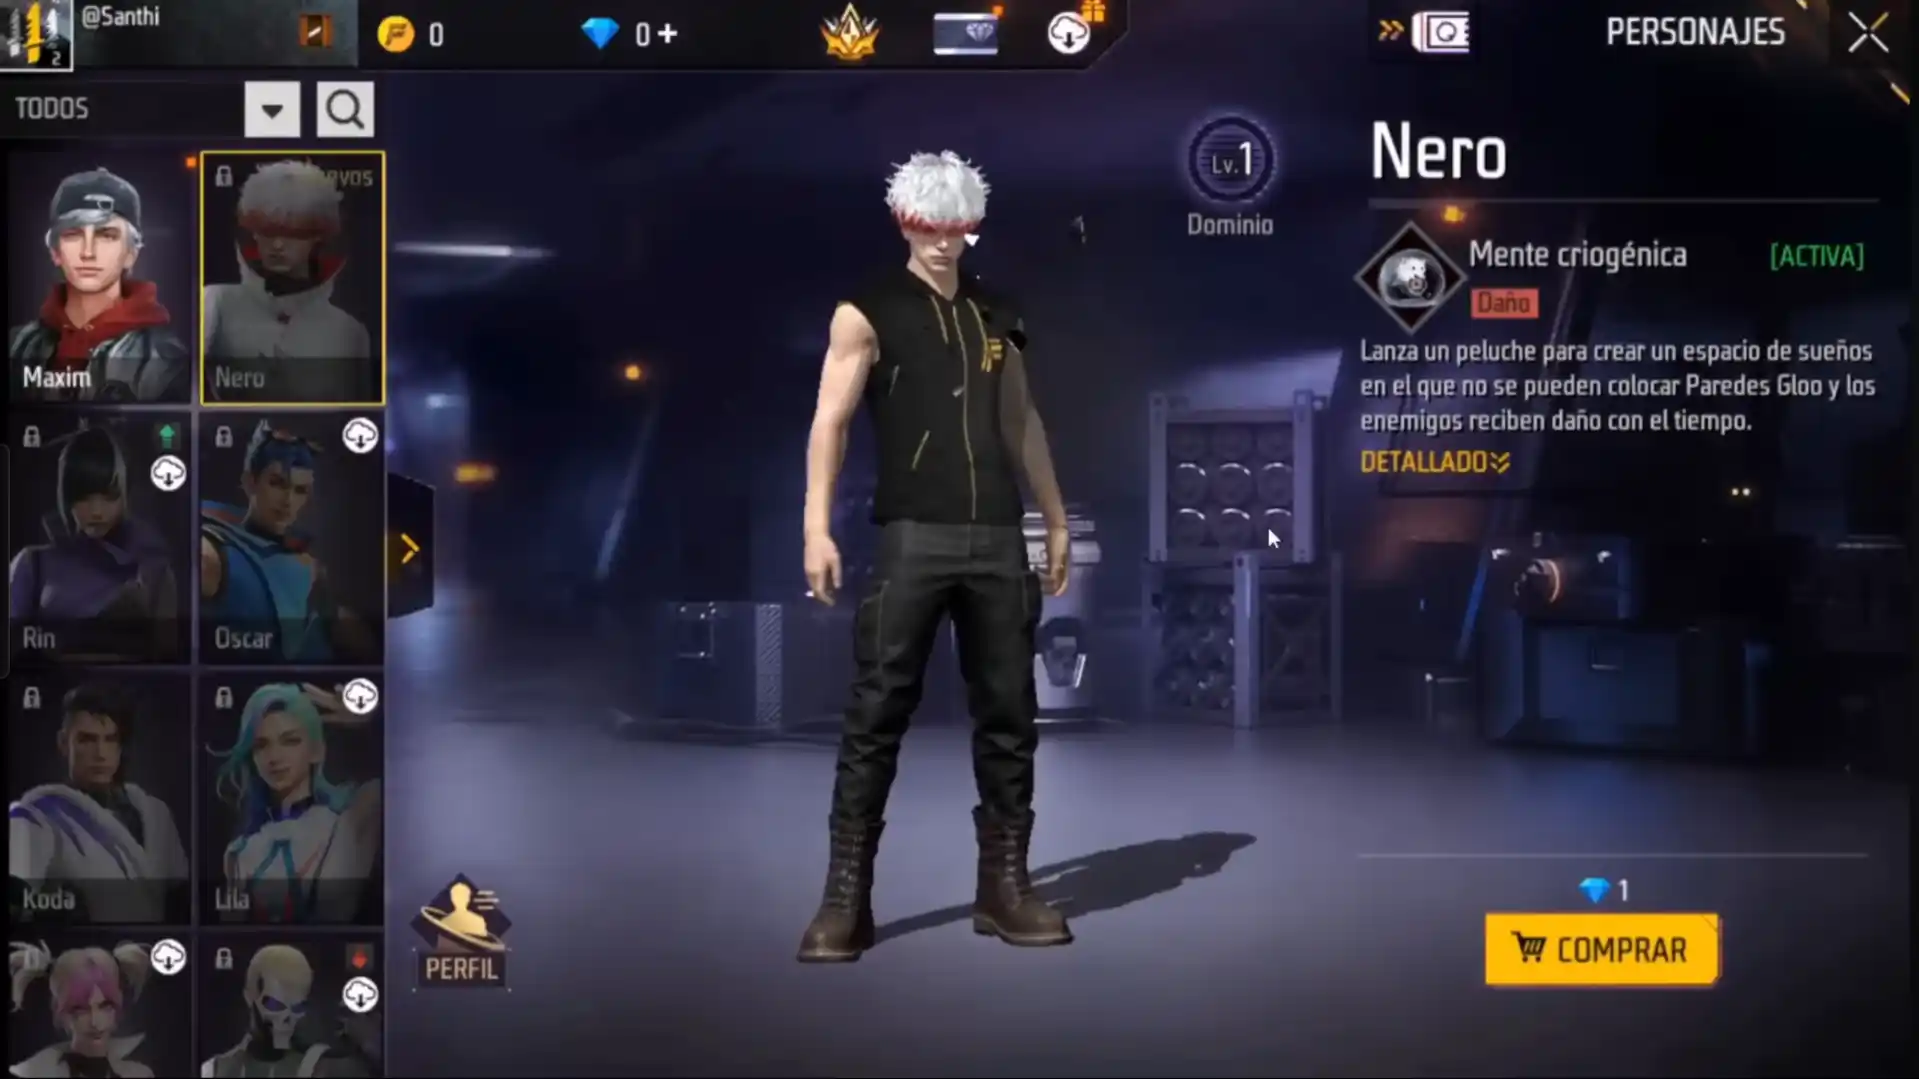 @Santhi
2
0
0+
PERSONAJES
TODOS
Maxim
Nero
Rin
Oscar
Koda
Lila
PERFIL
Lv.1
Dominio
Nero
Mente criogénica
[ACTIVA]
Daño
Lanza un peluche para crear un espacio de sueños
en el que no se pueden colocar Paredes Gloo y los
enemigos reciben daño con el tiempo.
DETALLADO
1
COMPRAR